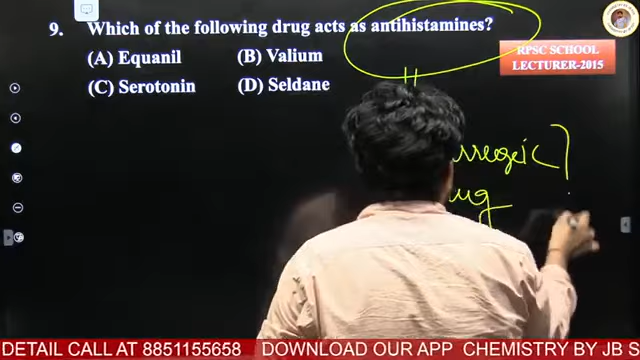 9. Which of the following drug acts as antihistamines?
(A) Equanil (B) Valium
(C) Serotonin (D) Seldane
RPSC SCHOOL
LECTURER-2015
DETAIL CALL AT 8851155658 DOWNLOAD OUR APP CHEMISTRY BY JB S